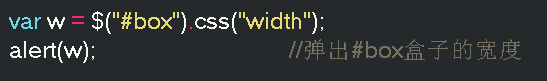 var w = $("#box").css("width");
alert(w); //弹出#box盒子的宽度